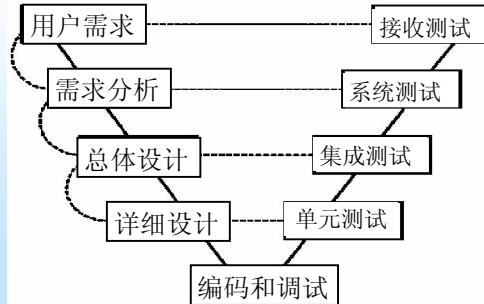 用户需求
接收测试
需求分析
系统测试
总体设计
集成测试
详细设计
单元测试
编码和调试